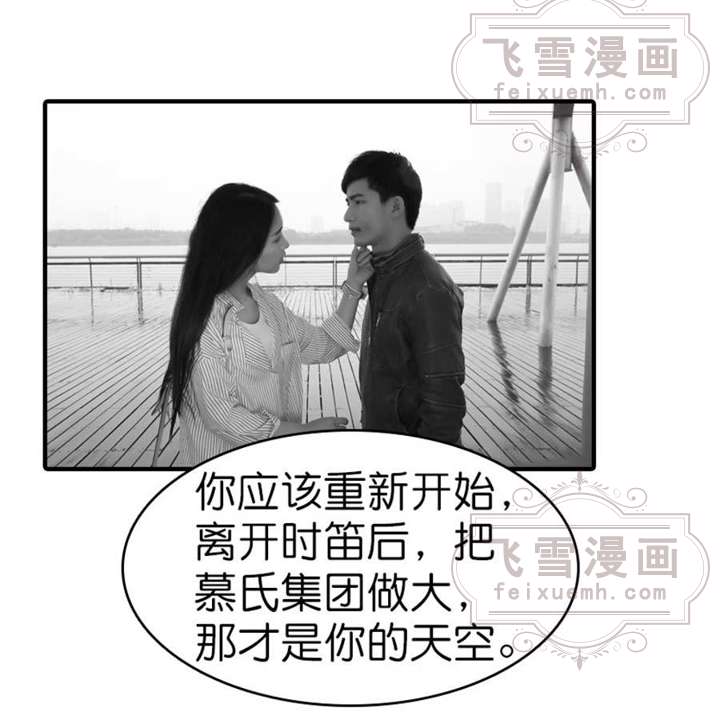 飞雪漫画
feixuemh.com
你应该重新开始，
离开时笛后，把
慕氏集团做大，
那才是你的天空。
飞雪漫画
feixuemh.com